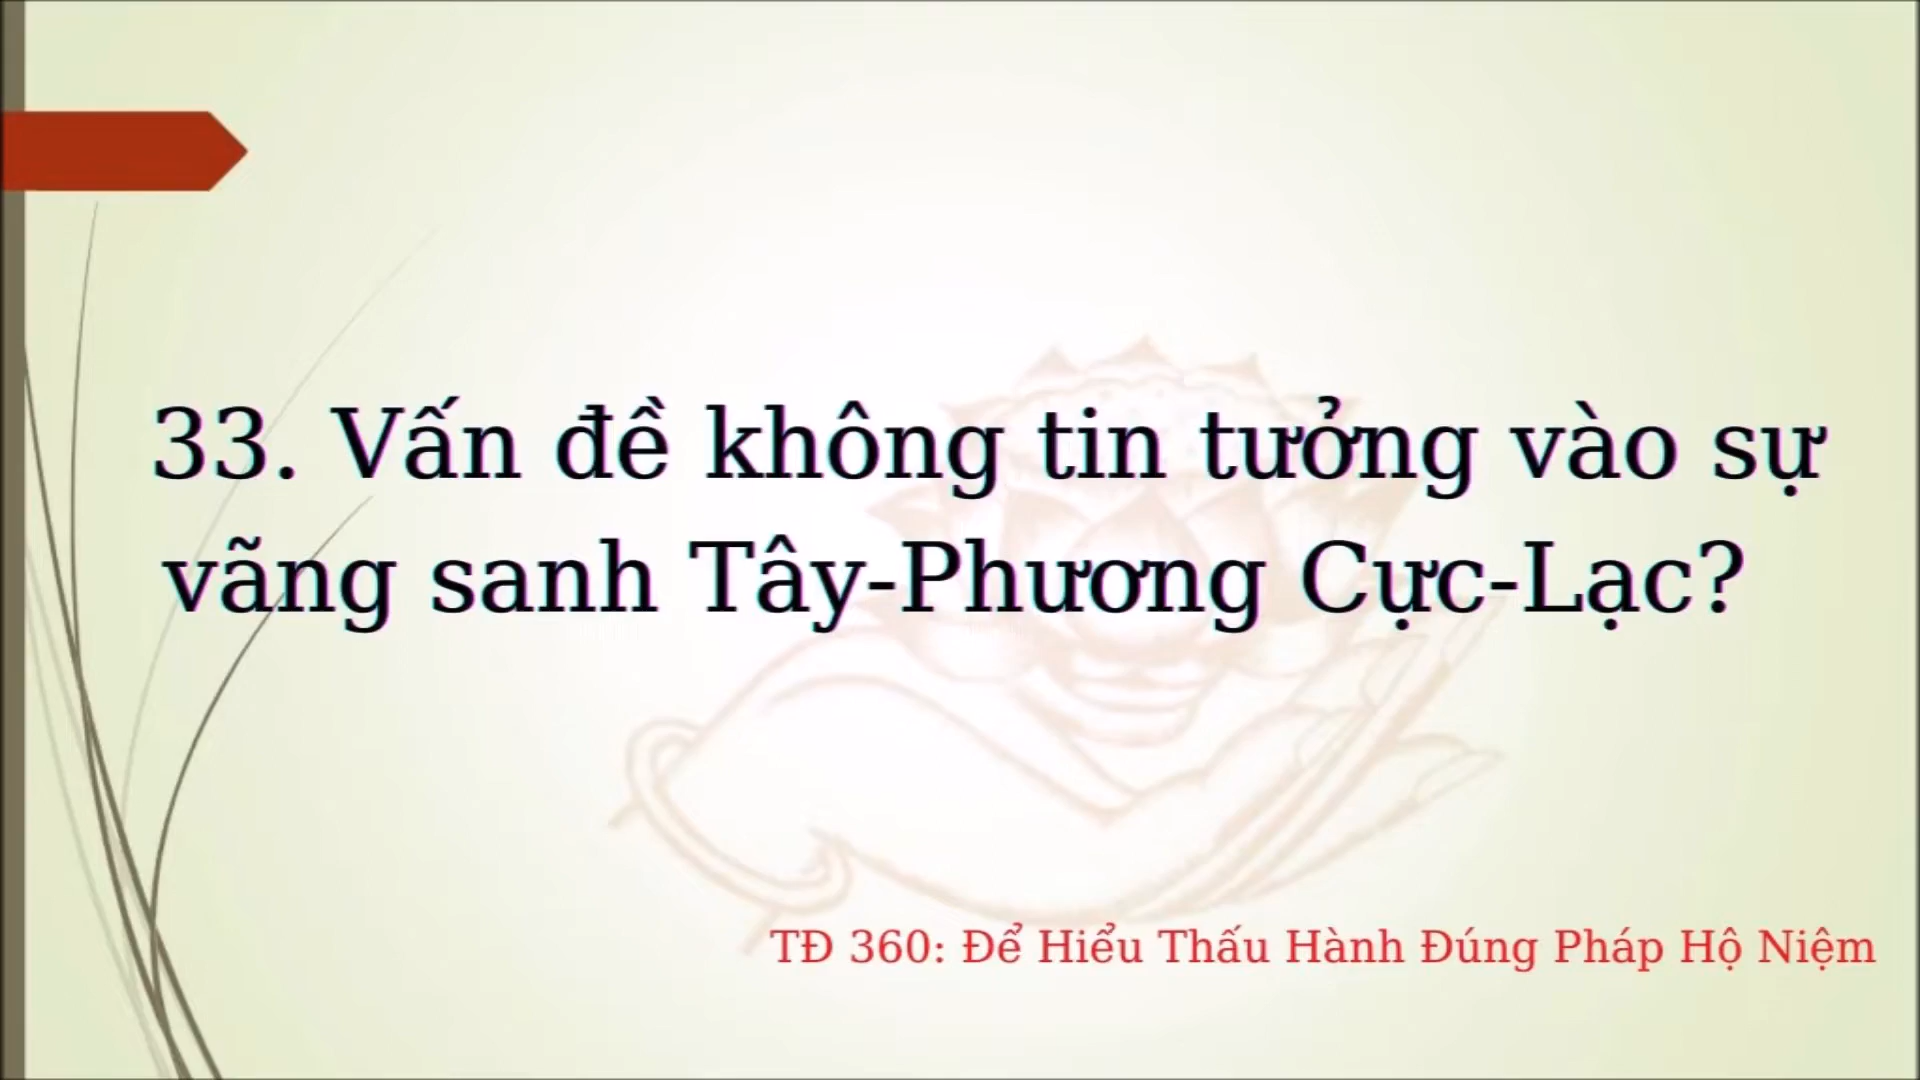 33. Vấn đề không tin tưởng vào sự
vãng sanh Tây-Phương Cực-Lạc?
TĐ 360: Để Hiểu Thấu Hành Đúng Pháp Hộ Niệm